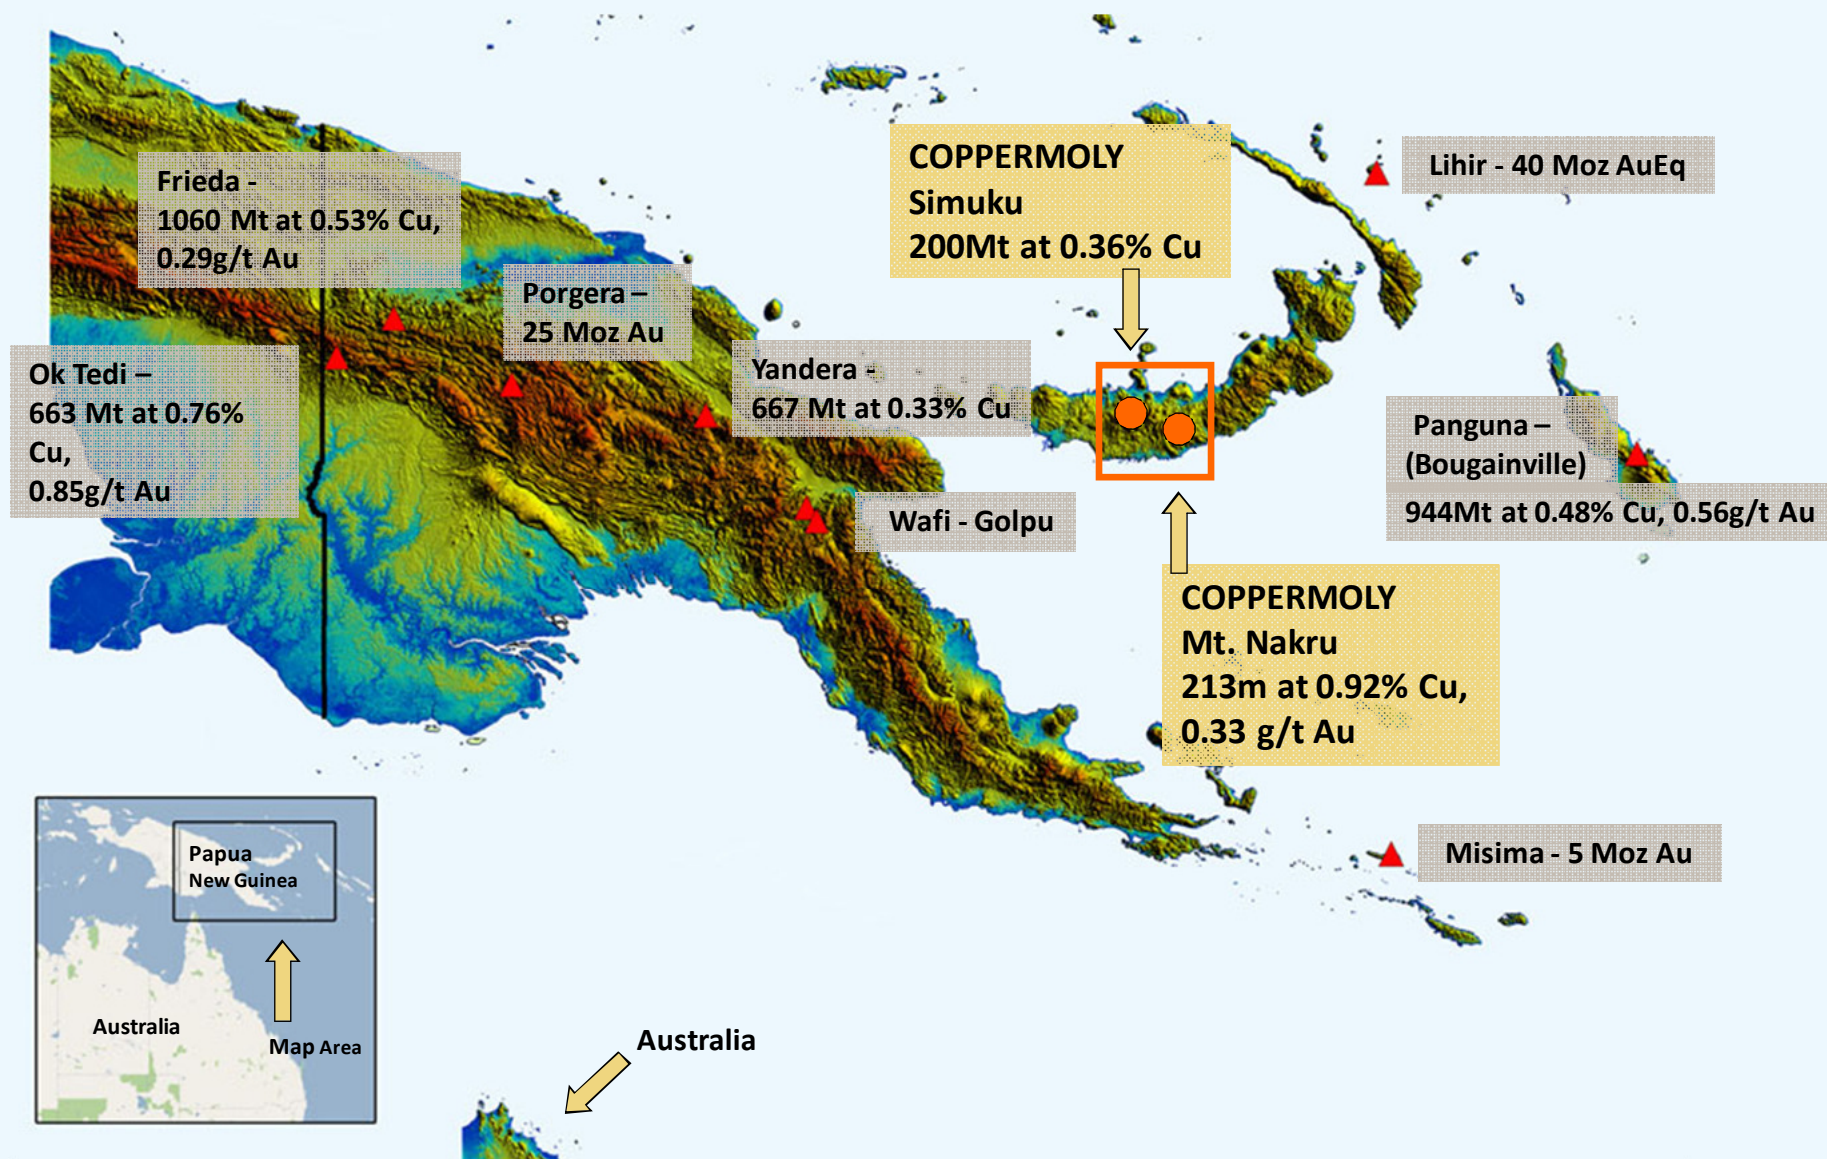 COPPERMOLY
Simuku
200Mt at 0.36% Cu
Lihir - 40 Moz AuEq
Frieda -
1060 Mt at 0.53% Cu,
0.29g/t Au
Porgera –
25 Moz Au
Ok Tedi –
663 Mt at 0.76%
Cu,
0.85g/t Au
Yandera -
667 Mt at 0.33% Cu
Panguna –
(Bougainville)
944Mt at 0.48% Cu, 0.56g/t Au
Wafi - Golpu
COPPERMOLY
Mt. Nakru
213m at 0.92% Cu,
0.33 g/t Au
Misima - 5 Moz Au
Papua
New Guinea
Australia
Map Area
Australia